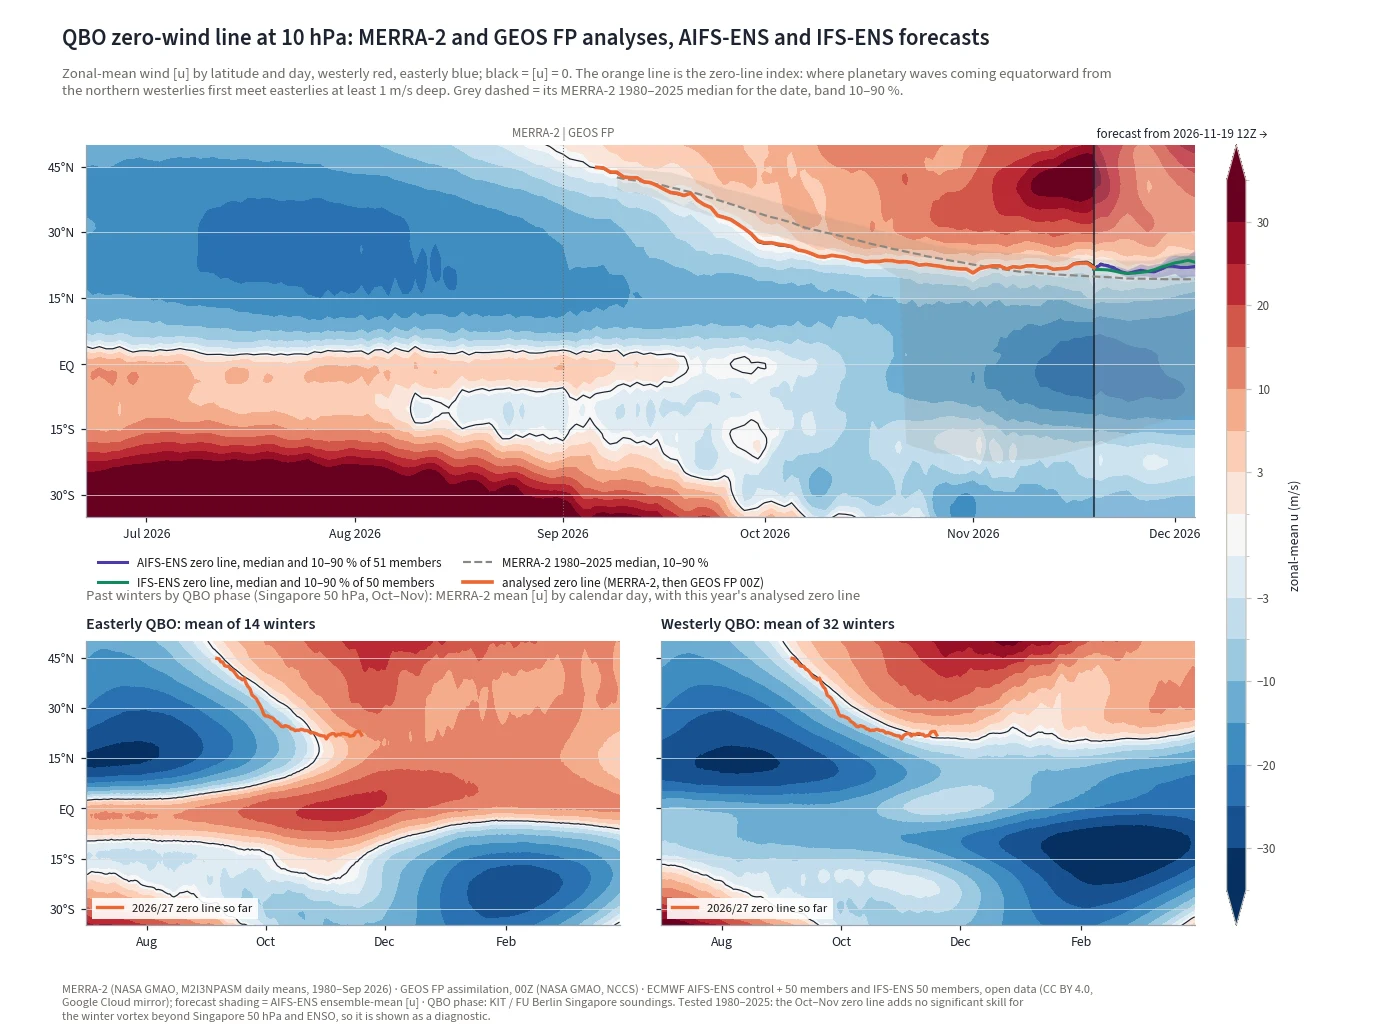 QBO zero-wind line at 10 hPa: MERRA-2 and GEOS FP analyses, AIFS-ENS and IFS-ENS forecasts
Zonal-mean wind [u] by latitude and day, westerly red, easterly blue; black = [u] = 0. The orange line is the zero-line index: where planetary waves coming equatorward from
the northern westerlies first meet easterlies at least 1 m/s deep. Grey dashed = its MERRA-2 1980–2025 median for the date, band 10–90 %.
MERRA-2 | GEOS FP
forecast from 2026-11-19 12Z →
45°N
30°N
15°N
EQ
15°S
30°S
Jul 2026
Aug 2026
Sep 2026
Oct 2026
Nov 2026
Dec 2026
30
20
10
3
−3
−10
−20
−30
zonal-mean u (m/s)
AIFS-ENS zero line, median and 10–90 % of 51 members
IFS-ENS zero line, median and 10–90 % of 50 members
MERRA-2 1980–2025 median, 10–90 %
analysed zero line (MERRA-2, then GEOS FP 00Z)
Past winters by QBO phase (Singapore 50 hPa, Oct–Nov): MERRA-2 mean [u] by calendar day, with this year's analysed zero line
Easterly QBO: mean of 14 winters
45°N
30°N
15°N
EQ
15°S
30°S
2026/27 zero line so far
Aug
Oct
Dec
Feb
Westerly QBO: mean of 32 winters
2026/27 zero line so far
Aug
Oct
Dec
Feb
MERRA-2 (NASA GMAO, M2I3NPASM daily means, 1980–Sep 2026) · GEOS FP assimilation, 00Z (NASA GMAO, NCCS) · ECMWF AIFS-ENS control + 50 members and IFS-ENS 50 members, open data (CC BY 4.0,
Google Cloud mirror); forecast shading = AIFS-ENS ensemble-mean [u] · QBO phase: KIT / FU Berlin Singapore soundings. Tested 1980–2025: the Oct–Nov zero line adds no significant skill for
the winter vortex beyond Singapore 50 hPa and ENSO, so it is shown as a diagnostic.